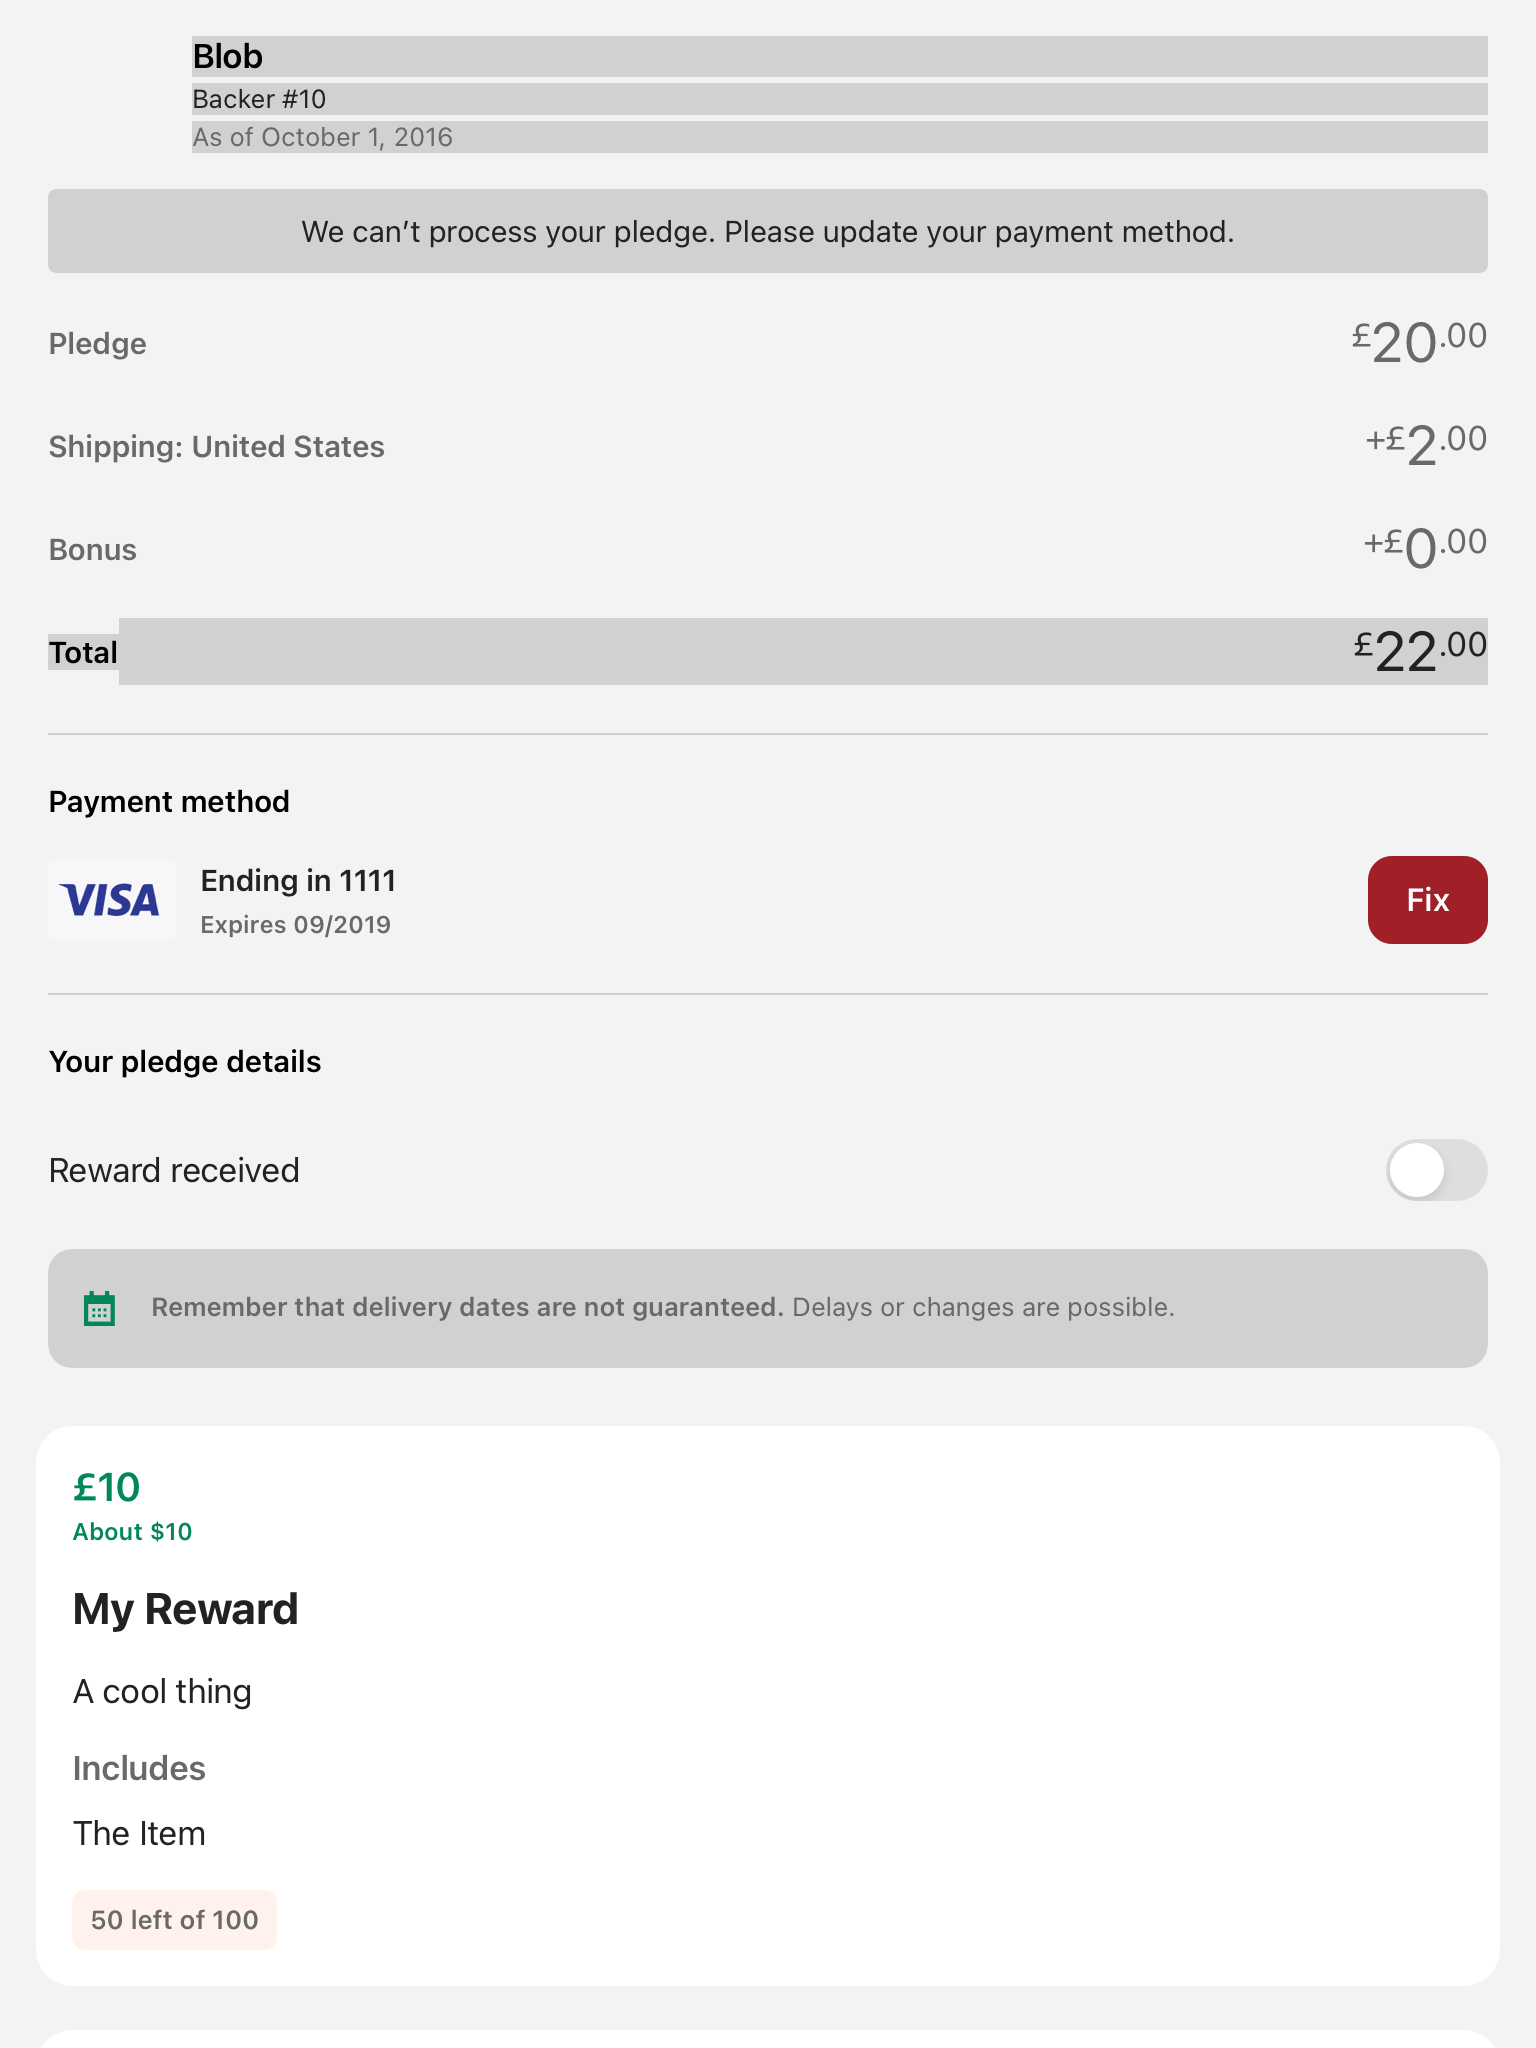 Blob
Backer #10
As of October 1, 2016
We can’t process your pledge. Please update your payment method.
Pledge £20.00
Shipping: United States +£2.00
Bonus +£0.00
Total £22.00
Payment method
VISA Ending in 1111
Expires 09/2019
Fix
Your pledge details
Reward received
Remember that delivery dates are not guaranteed. Delays or changes are possible.
£10
About $10
My Reward
A cool thing
Includes
The Item
50 left of 100